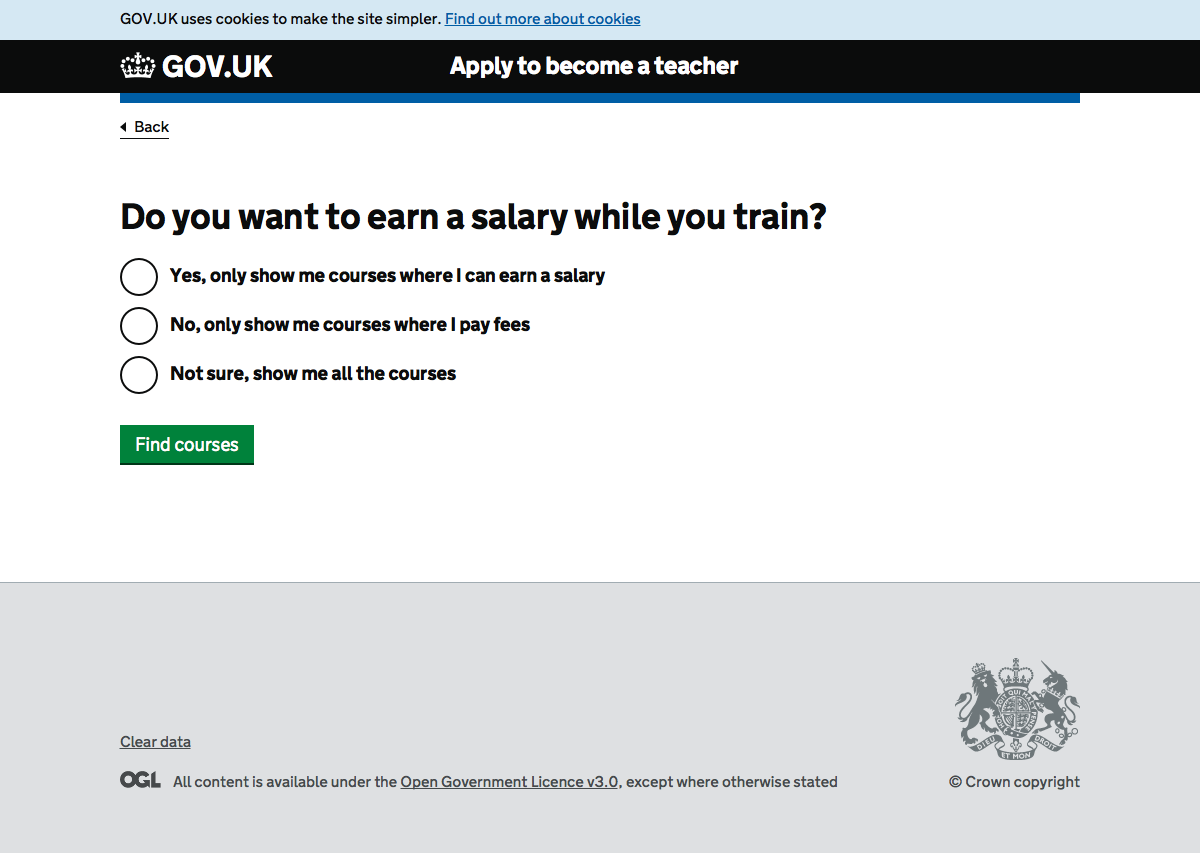 GOV.UK uses cookies to make the site simpler. Find out more about cookies
GOV.UK
Apply to become a teacher
Back
Do you want to earn a salary while you train?
Yes, only show me courses where I can earn a salary
No, only show me courses where I pay fees
Not sure, show me all the courses
Find courses
Clear data
OGL All content is available under the Open Government Licence v3.0, except where otherwise stated
DIEU ET MON DROIT
© Crown copyright